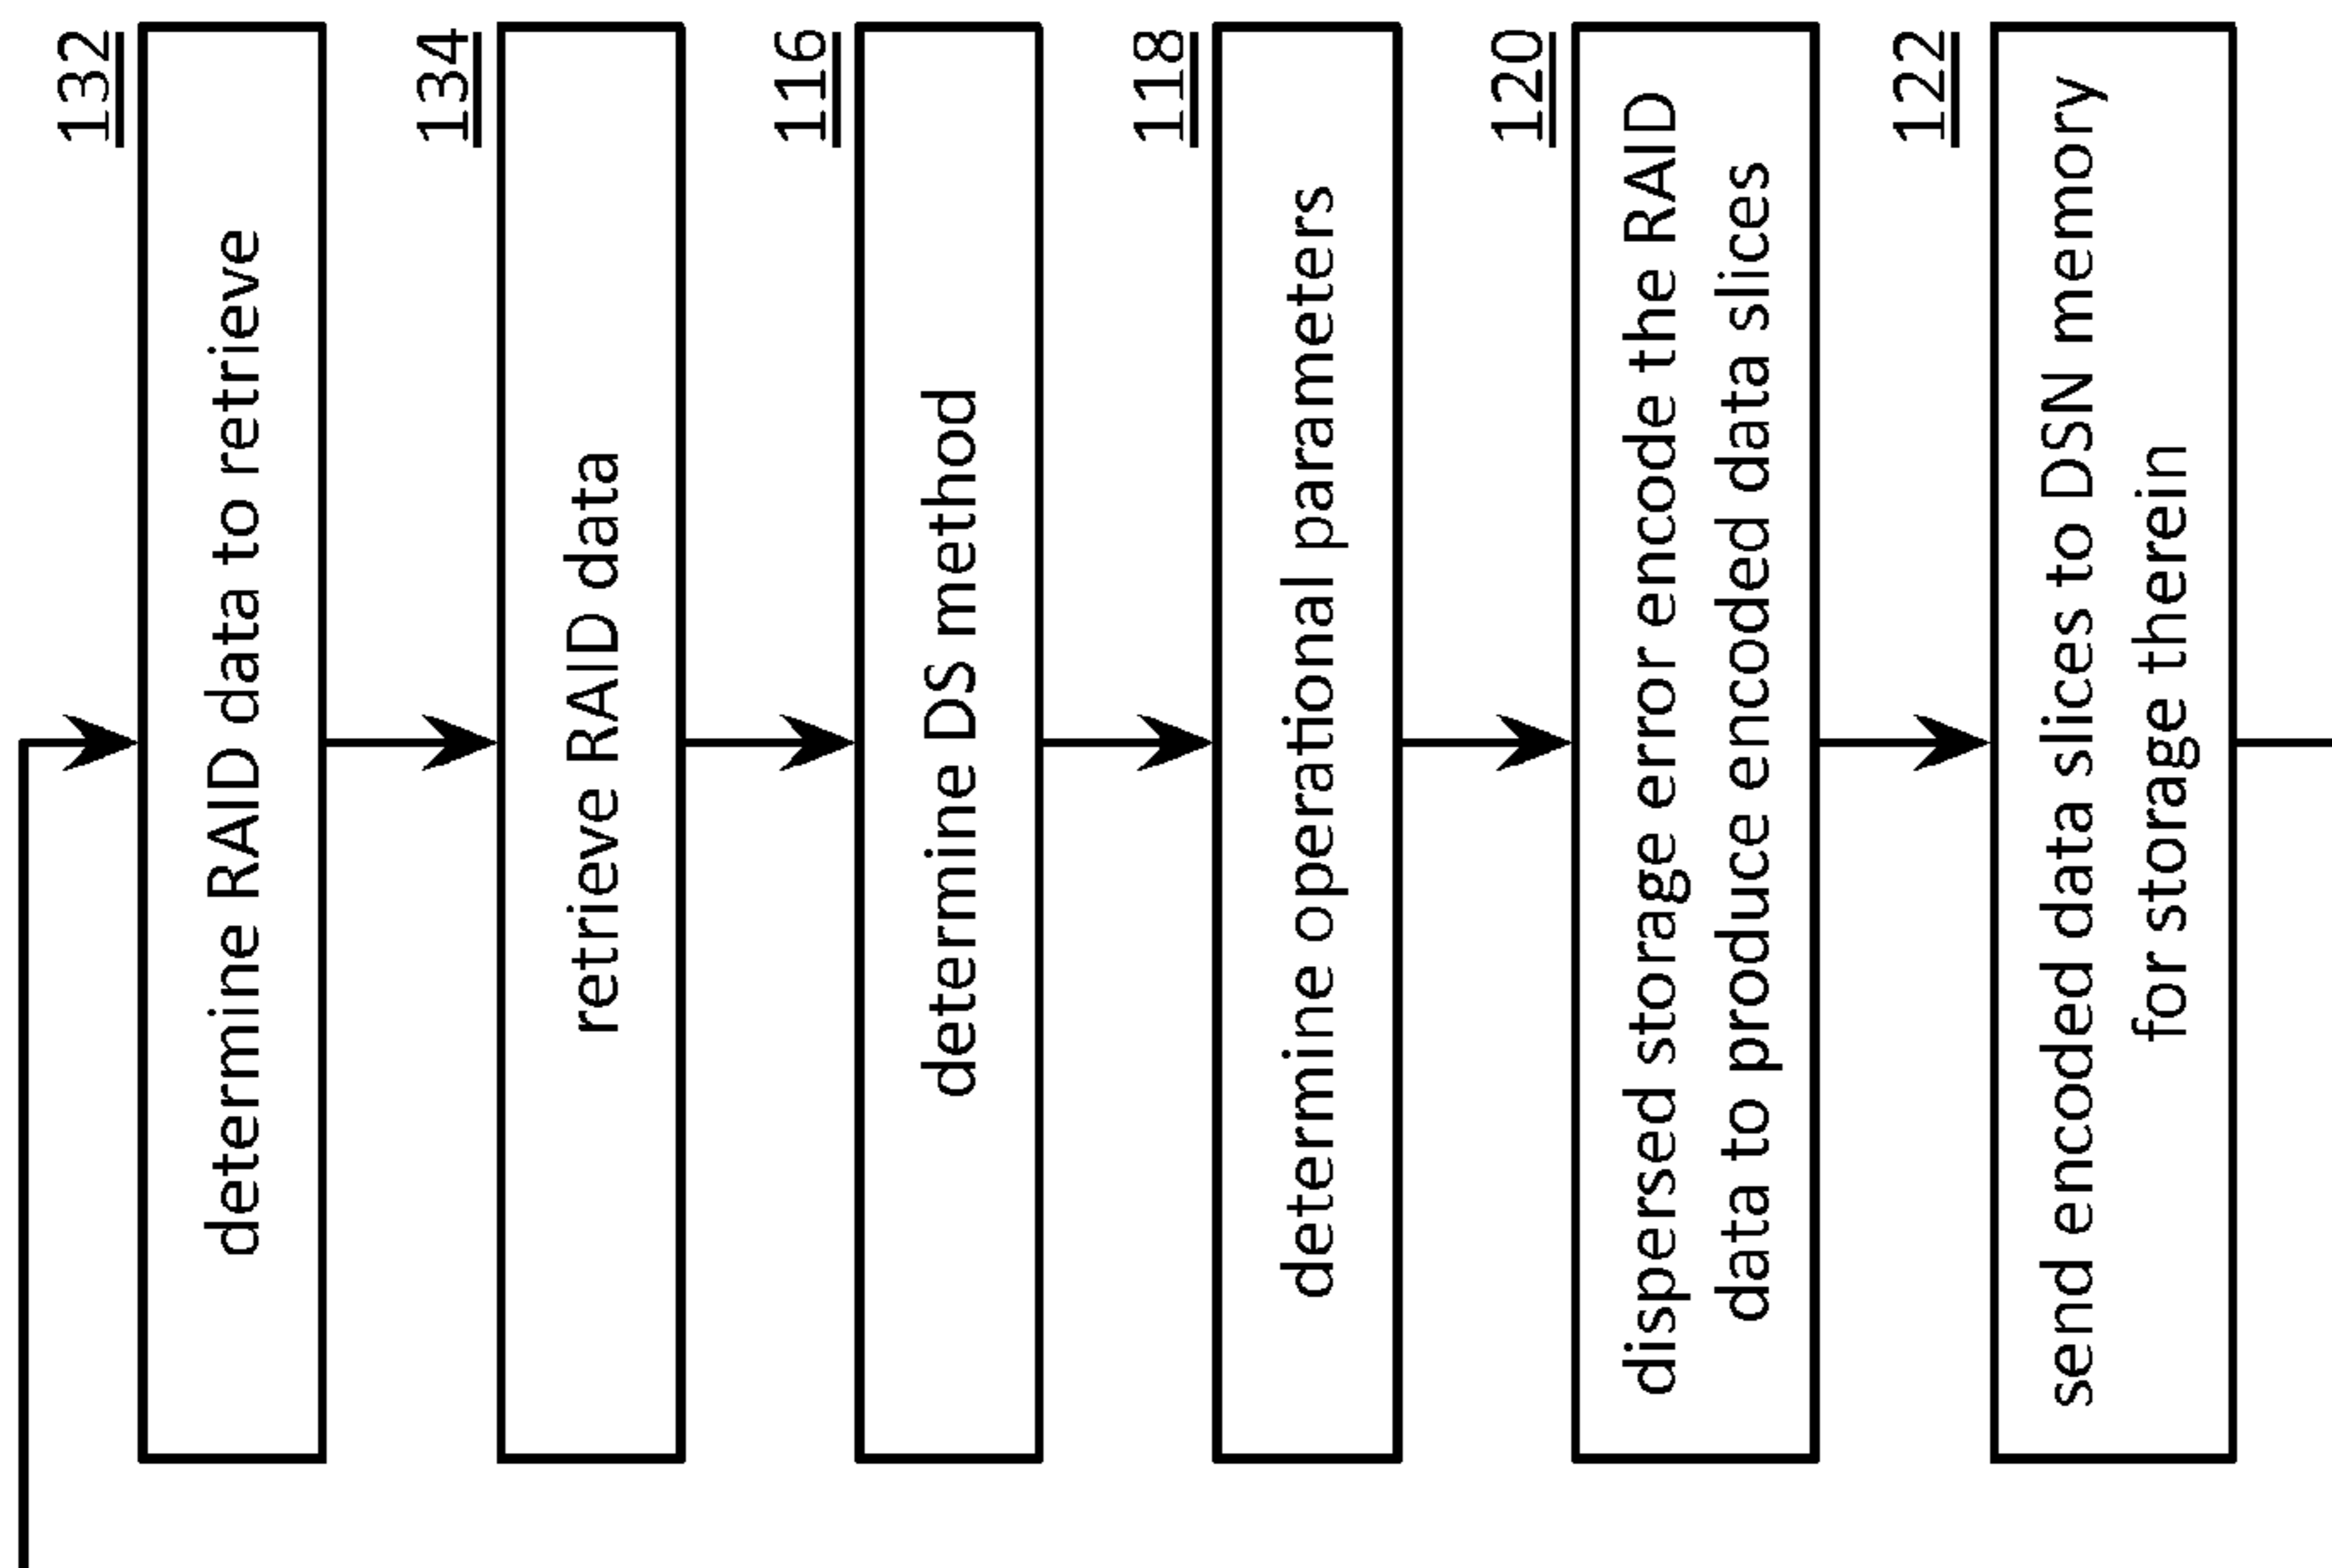 132
determine RAID data to retrieve
134
retrieve RAID data
116
determine DS method
118
determine operational parameters
120
dispersed storage error encode the RAID
data to produce encoded data slices
122
send encoded data slices to DSN memory
for storage therein